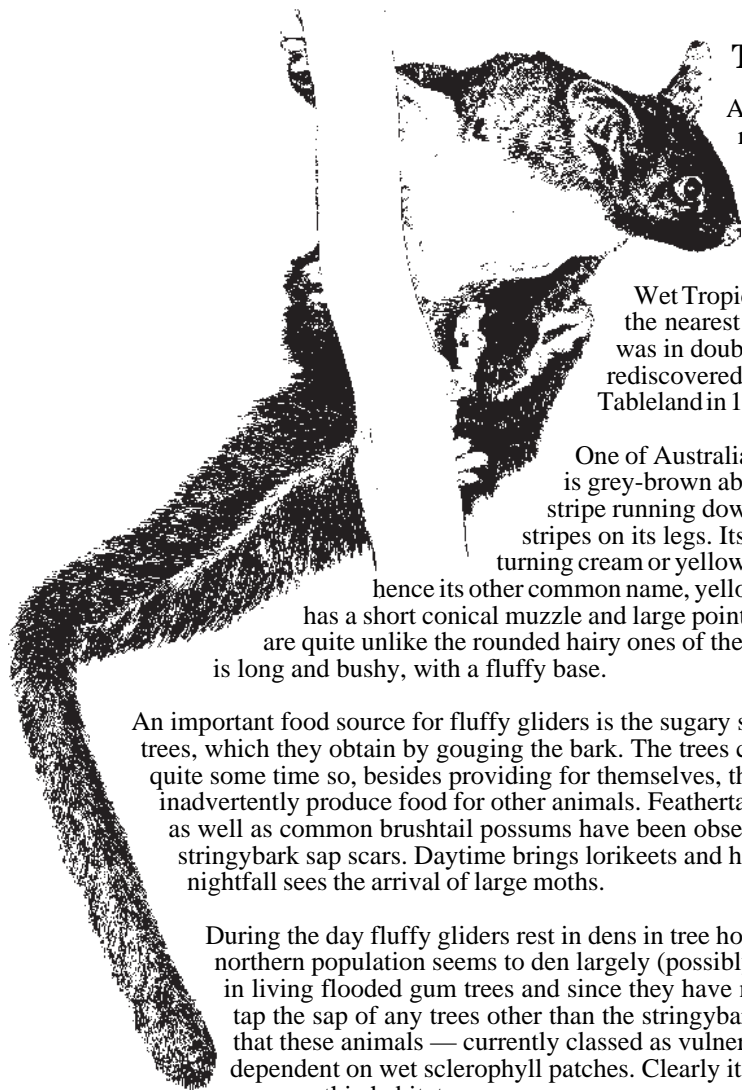 T
A
Wet Tropic
the nearest
was in doub
rediscovered
Tableland in 1
One of Australia
is grey-brown ab
stripe running dow
stripes on its legs. Its
turning cream or yellow
hence its other common name, yello
has a short conical muzzle and large point
are quite unlike the rounded hairy ones of the
is long and bushy, with a fluffy base.
An important food source for fluffy gliders is the sugary s
trees, which they obtain by gouging the bark. The trees c
quite some time so, besides providing for themselves, th
inadvertently produce food for other animals. Featherta
as well as common brushtail possums have been obse
stringybark sap scars. Daytime brings lorikeets and h
nightfall sees the arrival of large moths.
During the day fluffy gliders rest in dens in tree ho
northern population seems to den largely (possibl
in living flooded gum trees and since they have
tap the sap of any trees other than the stringyba
that these animals — currently classed as vulner
dependent on wet sclerophyll patches. Clearly it